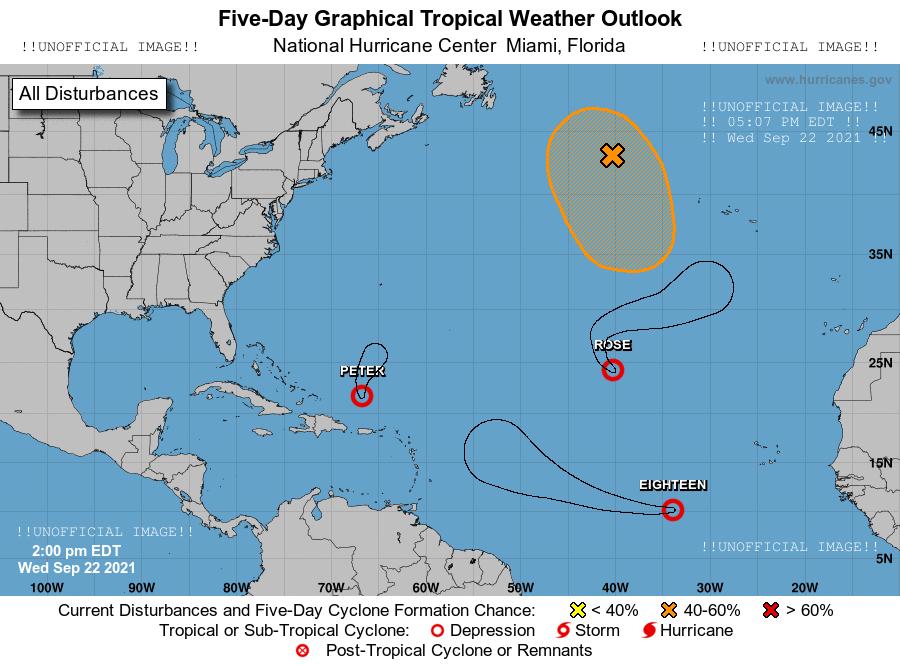 Five-Day Graphical Tropical Weather Outlook
!!UNOFFICIAL IMAGE!! National Hurricane Center Miami, Florida !!UNOFFICIAL IMAGE!!
www.hurricanes.gov
All Disturbances
!!UNOFFICIAL IMAGE!!
!! 05:07 PM EDT !!
!! Wed Sep 22 2021 !!
45N
35N
ROSE
25N
PETER
15N
EIGHTEEN
!!UNOFFICIAL IMAGE!!
!!UNOFFICIAL IMAGE!!
2:00 pm EDT
5N
Wed Sep 22 2021
100W 90W 80W 70W 60W 50W 40W 30W 20W
Current Disturbances and Five-Day Cyclone Formation Chance: < 40% 40-60% > 60%
Tropical or Sub-Tropical Cyclone: Depression Storm Hurricane
Post-Tropical Cyclone or Remnants